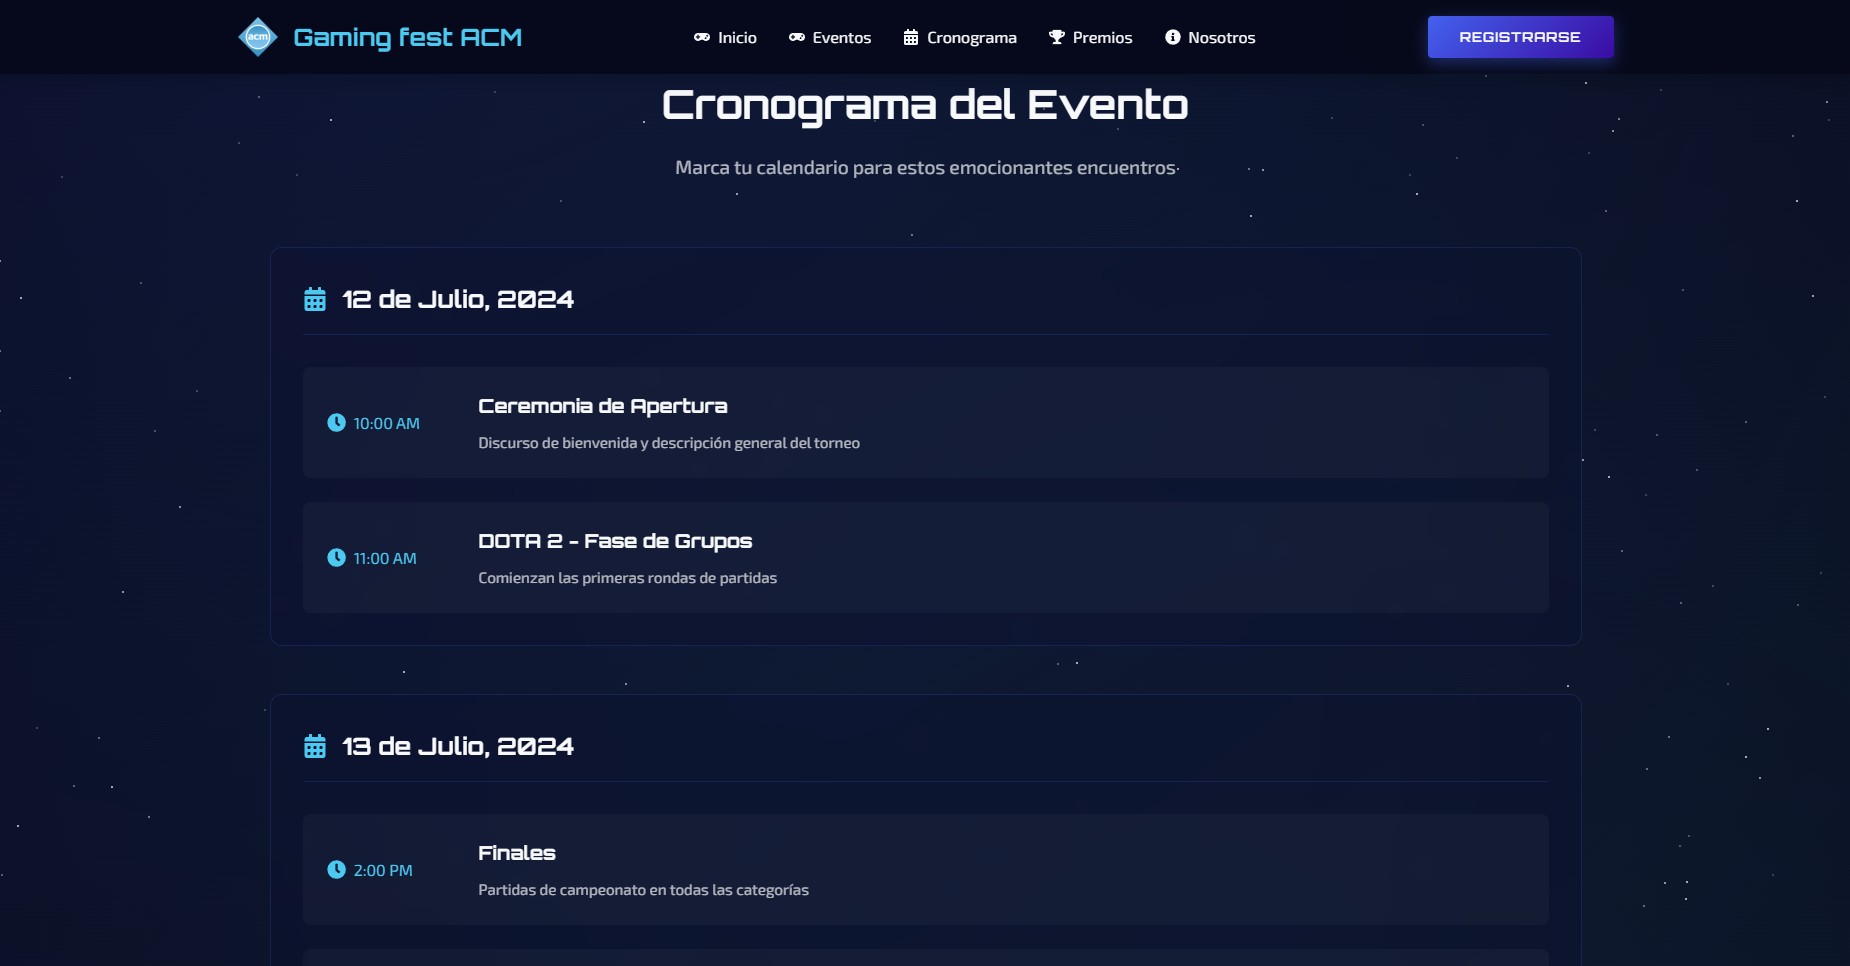 acm Gaming fest ACM
Inicio
Eventos
Cronograma
Premios
Nosotros
REGISTRARSE
Cronograma del Evento
Marca tu calendario para estos emocionantes encuentros
12 de Julio, 2024
10:00 AM
Ceremonia de Apertura
Discurso de bienvenida y descripción general del torneo
11:00 AM
DOTA 2 - Fase de Grupos
Comienzan las primeras rondas de partidas
13 de Julio, 2024
2:00 PM
Finales
Partidas de campeonato en todas las categorías